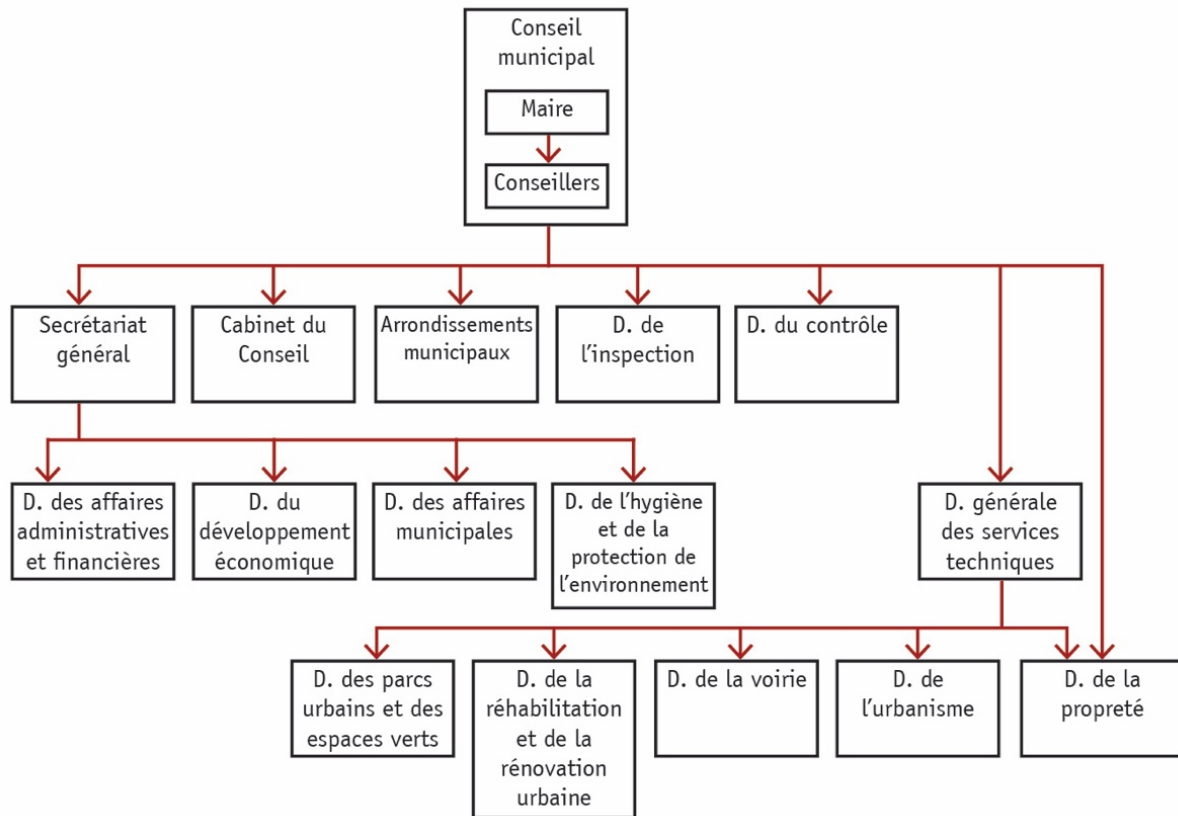 Conseil
municipal
Maire
Conseillers
Secrétariat
général
Cabinet du
Conseil
Arrondissements
municipaux
D. de
l'inspection
D. du contrôle
D. des affaires
administratives
et financières
D. du
développement
économique
D. des affaires
municipales
D. de l'hygiène
et de la
protection de
l'environnement
D. générale
des services
techniques
D. des parcs
urbains et des
espaces verts
D. de la
réhabilitation
et de la
rénovation
urbaine
D. de la voirie
D. de
l'urbanisme
D. de la
propreté